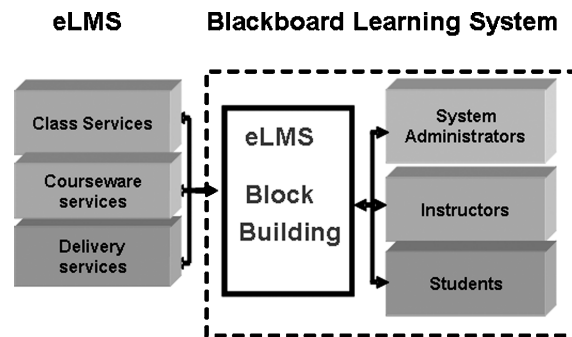 eLMS
Blackboard Learning System
Class Services
Courseware
services
Delivery
services
eLMS
Block
Building
System
Administrators
Instructors
Students